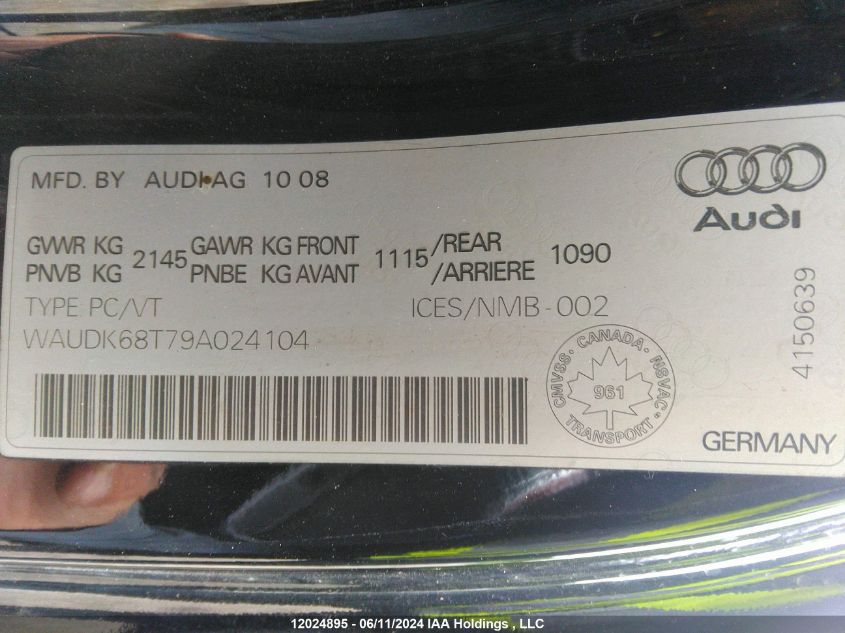 MFD. BY AUDI AG 10 08
Audi
GVWR KG 2145 GAWR KG FRONT 1115 /REAR 1090
PNVB KG PNBE KG AVANT /ARRIERE
TYPE PC/VT ICES/NMB-002
WAUDK68T79A024104
4150639
CMVSS · CANADA · NSVAC · TRANSPORT
961
GERMANY
12024895 - 06/11/2024 IAA Holdings , LLC